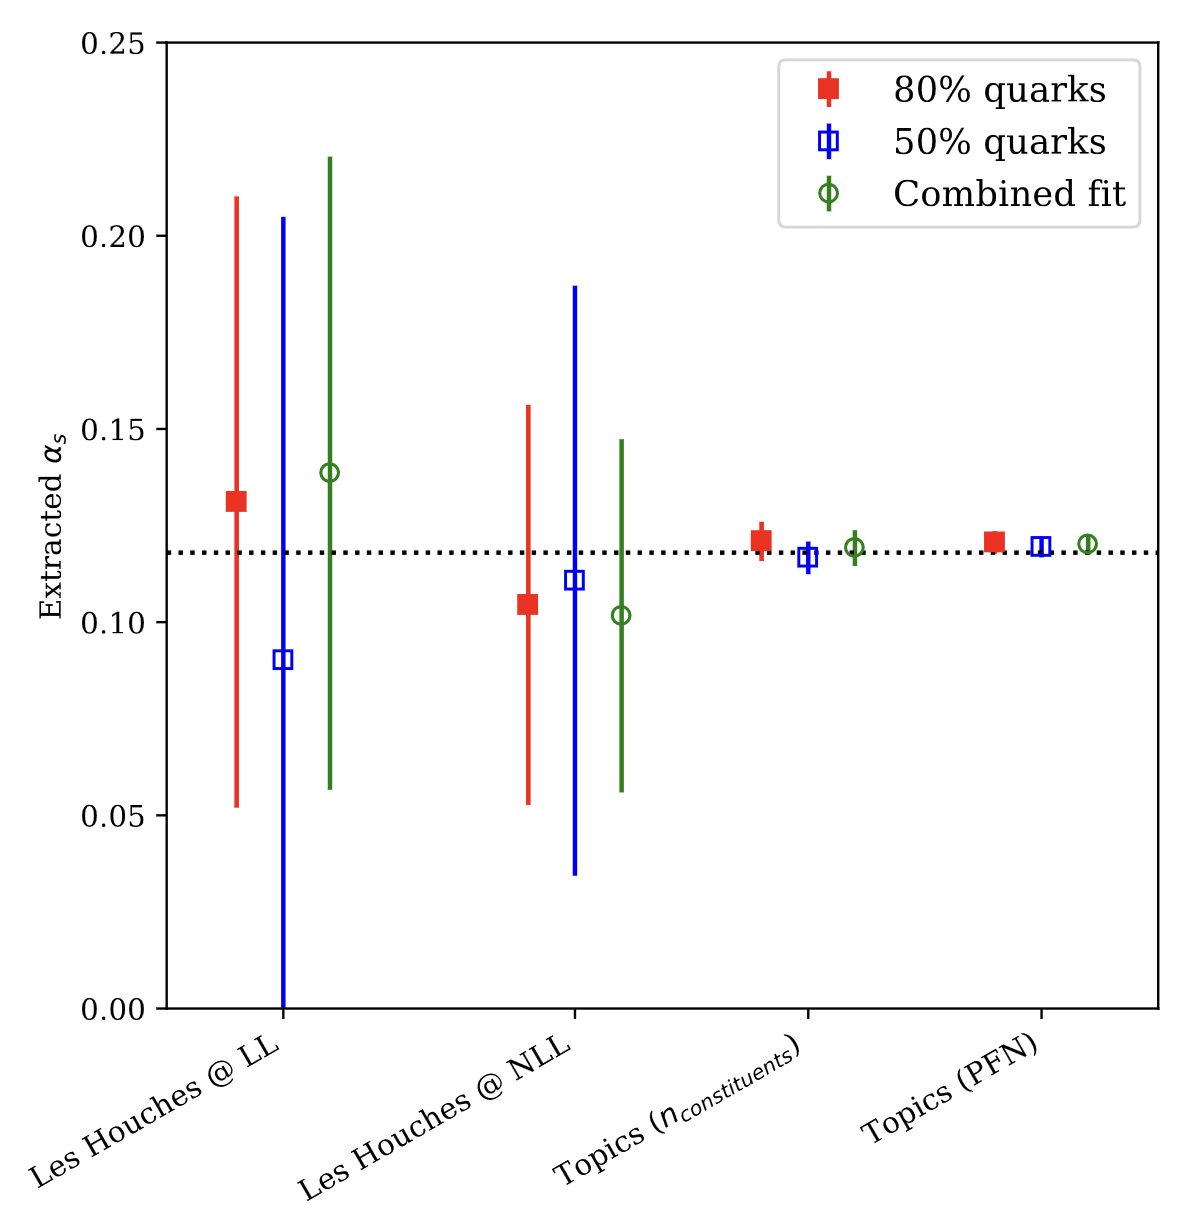 0.25
0.20
0.15
0.10
0.05
0.00
Extracted αs
80% quarks
50% quarks
Combined fit
Les Houches @ LL
Les Houches @ NLL
Topics (nconstituents)
Topics (PFN)